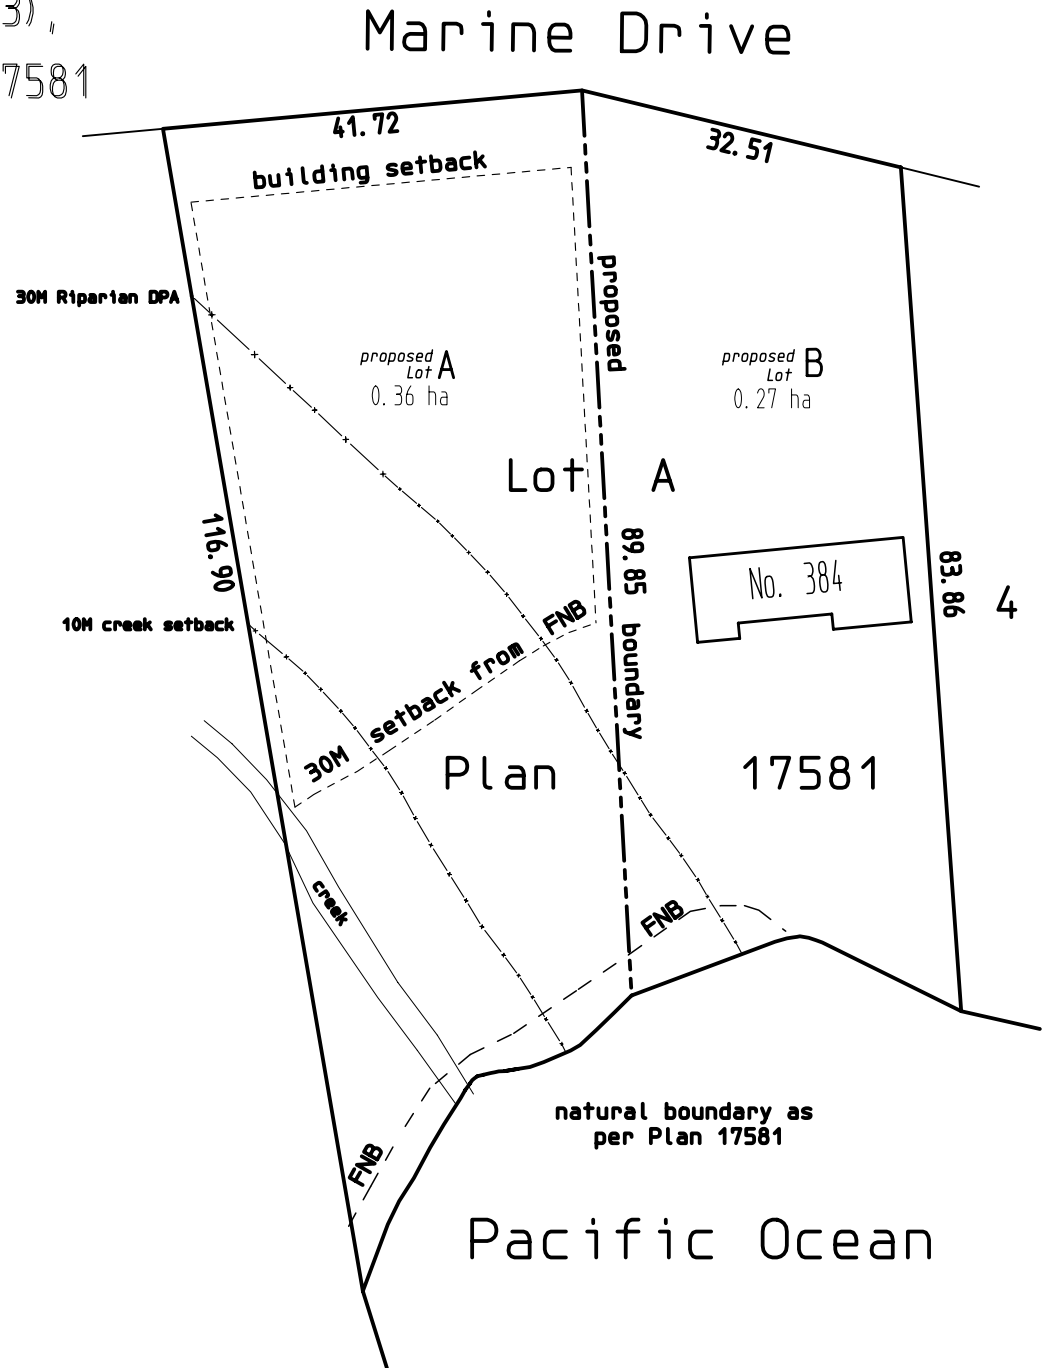 3),
Marine Drive
7581
41.72
32.51
building setback
proposed
30M Riparian DPA
proposed
Lot A
0.36 ha
proposed
Lot B
0.27 ha
Lot A
116.90
89.85
No. 384
83.86
4
10M creek setback
boundary
30M setback from FNB
Plan 17581
creek
FNB
FNB
natural boundary as
per Plan 17581
Pacific Ocean